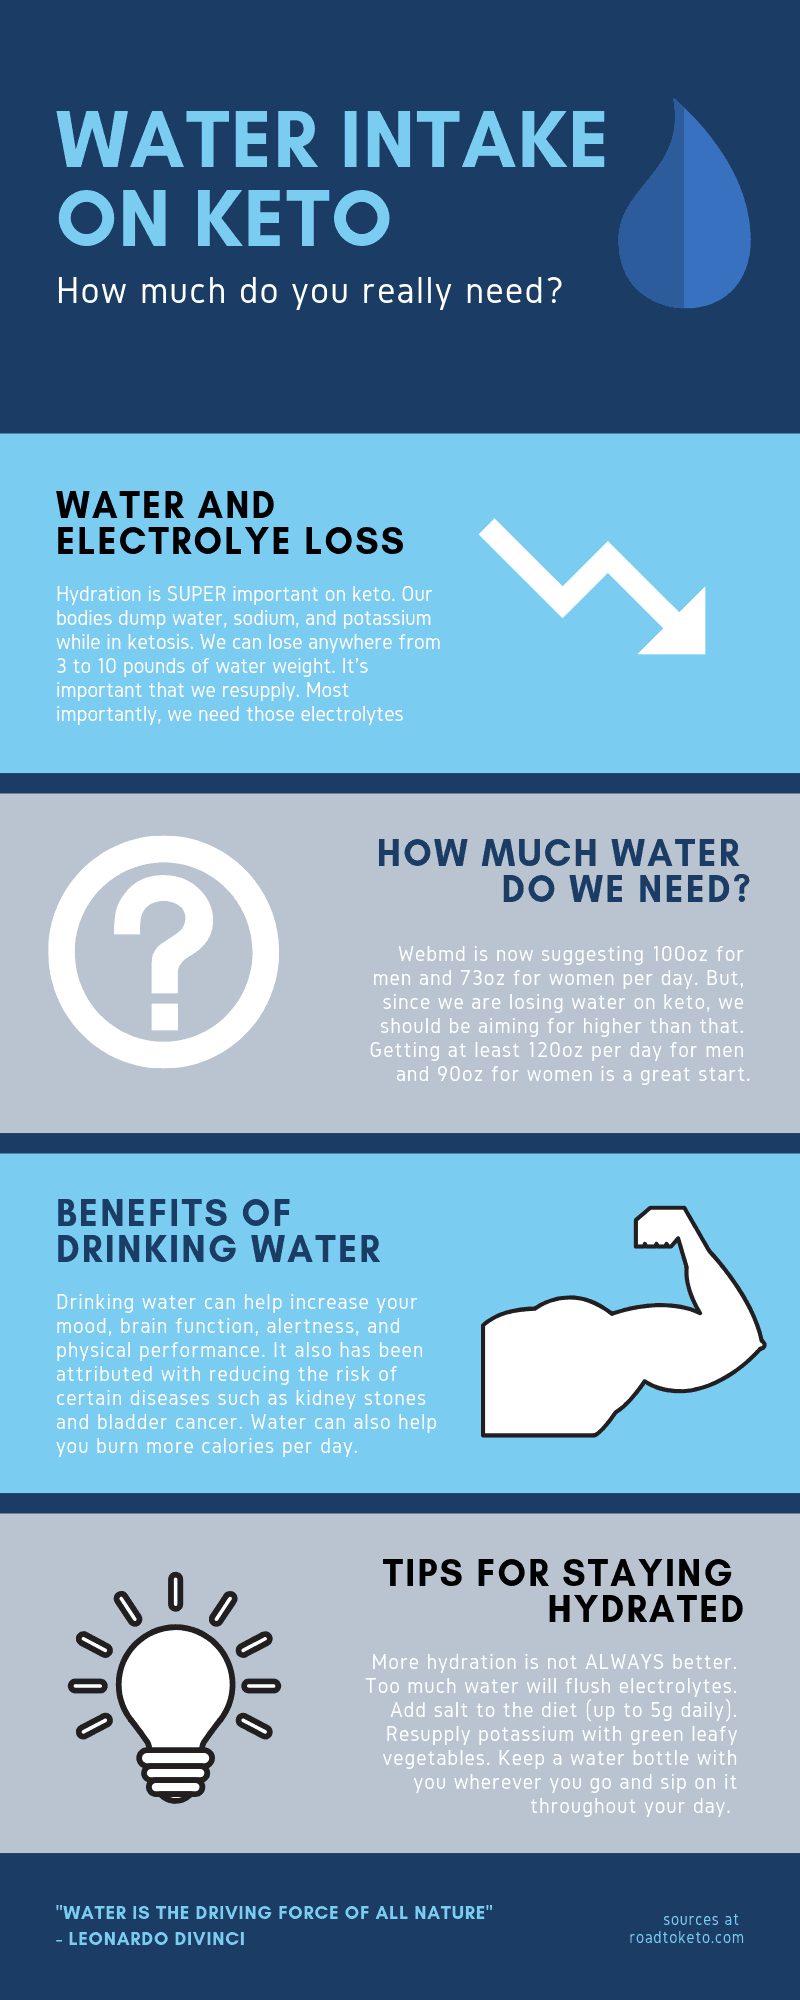 WATER INTAKE
ON KETO
How much do you really need?
WATER AND
ELECTROLYE LOSS
Hydration is SUPER important on keto. Our
bodies dump water, sodium, and potassium
while in ketosis. We can lose anywhere from
3 to 10 pounds of water weight. It's
important that we resupply. Most
importantly, we need those electrolytes
HOW MUCH WATER
DO WE NEED?
Webmd is now suggesting 100oz for
men and 73oz for women per day. But,
since we are losing water on keto, we
should be aiming for higher than that.
Getting at least 120oz per day for men
and 90oz for women is a great start.
BENEFITS OF
DRINKING WATER
Drinking water can help increase your
mood, brain function, alertness, and
physical performance. It also has been
attributed with reducing the risk of
certain diseases such as kidney stones
and bladder cancer. Water can also help
you burn more calories per day.
TIPS FOR STAYING
HYDRATED
More hydration is not ALWAYS better.
Too much water will flush electrolytes.
Add salt to the diet (up to 5g daily).
Resupply potassium with green leafy
vegetables. Keep a water bottle with
you wherever you go and sip on it
throughout your day.
"WATER IS THE DRIVING FORCE OF ALL NATURE"
- LEONARDO DIVINCI
sources at
roadtoketo.com